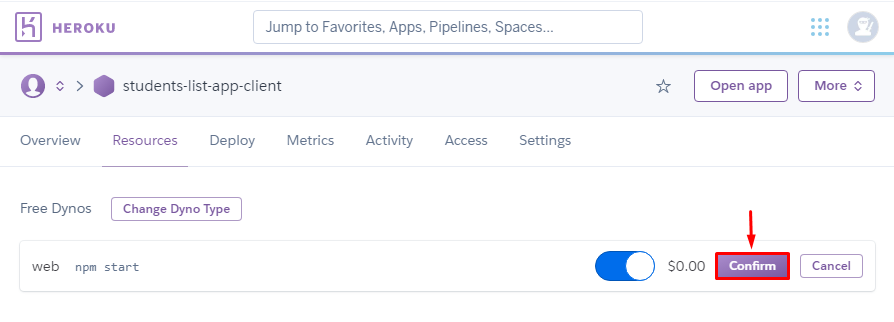 HEROKU
Jump to Favorites, Apps, Pipelines, Spaces...
students-list-app-client
Open app
More
Overview Resources Deploy Metrics Activity Access Settings
Free Dynos Change Dyno Type
web npm start $0.00 Confirm Cancel